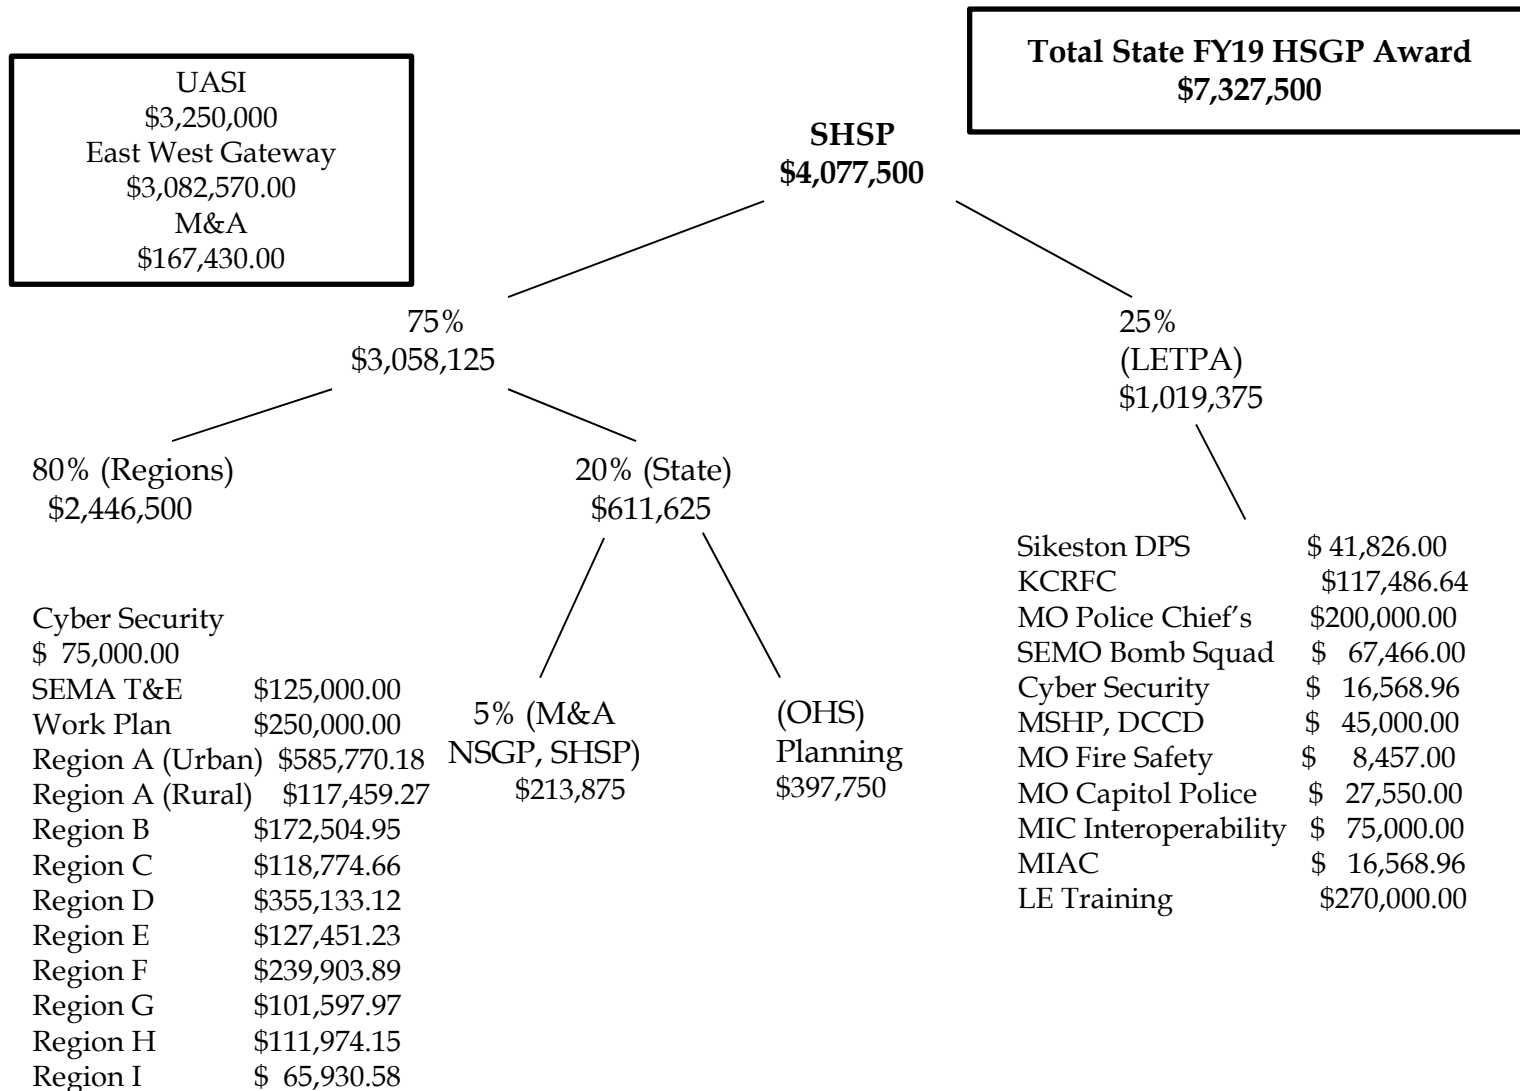 Total State FY19 HSGP Award
$7,327,500
UASI
$3,250,000
East West Gateway
$3,082,570.00
M&A
$167,430.00
SHSP
$4,077,500
75%
$3,058,125
25%
(LETPA)
$1,019,375
80% (Regions)
$2,446,500
20% (State)
$611,625
Cyber Security
$ 75,000.00
SEMA T&E $125,000.00
Work Plan $250,000.00
Region A (Urban) $585,770.18
Region A (Rural) $117,459.27
Region B $172,504.95
Region C $118,774.66
Region D $355,133.12
Region E $127,451.23
Region F $239,903.89
Region G $101,597.97
Region H $111,974.15
Region I $ 65,930.58
5% (M&A
NSGP, SHSP)
$213,875
(OHS)
Planning
$397,750
Sikeston DPS $ 41,826.00
KCRFC $117,486.64
MO Police Chief’s $200,000.00
SEMO Bomb Squad $ 67,466.00
Cyber Security $ 16,568.96
MSHP, DCCD $ 45,000.00
MO Fire Safety $ 8,457.00
MO Capitol Police $ 27,550.00
MIC Interoperability $ 75,000.00
MIAC $ 16,568.96
LE Training $270,000.00